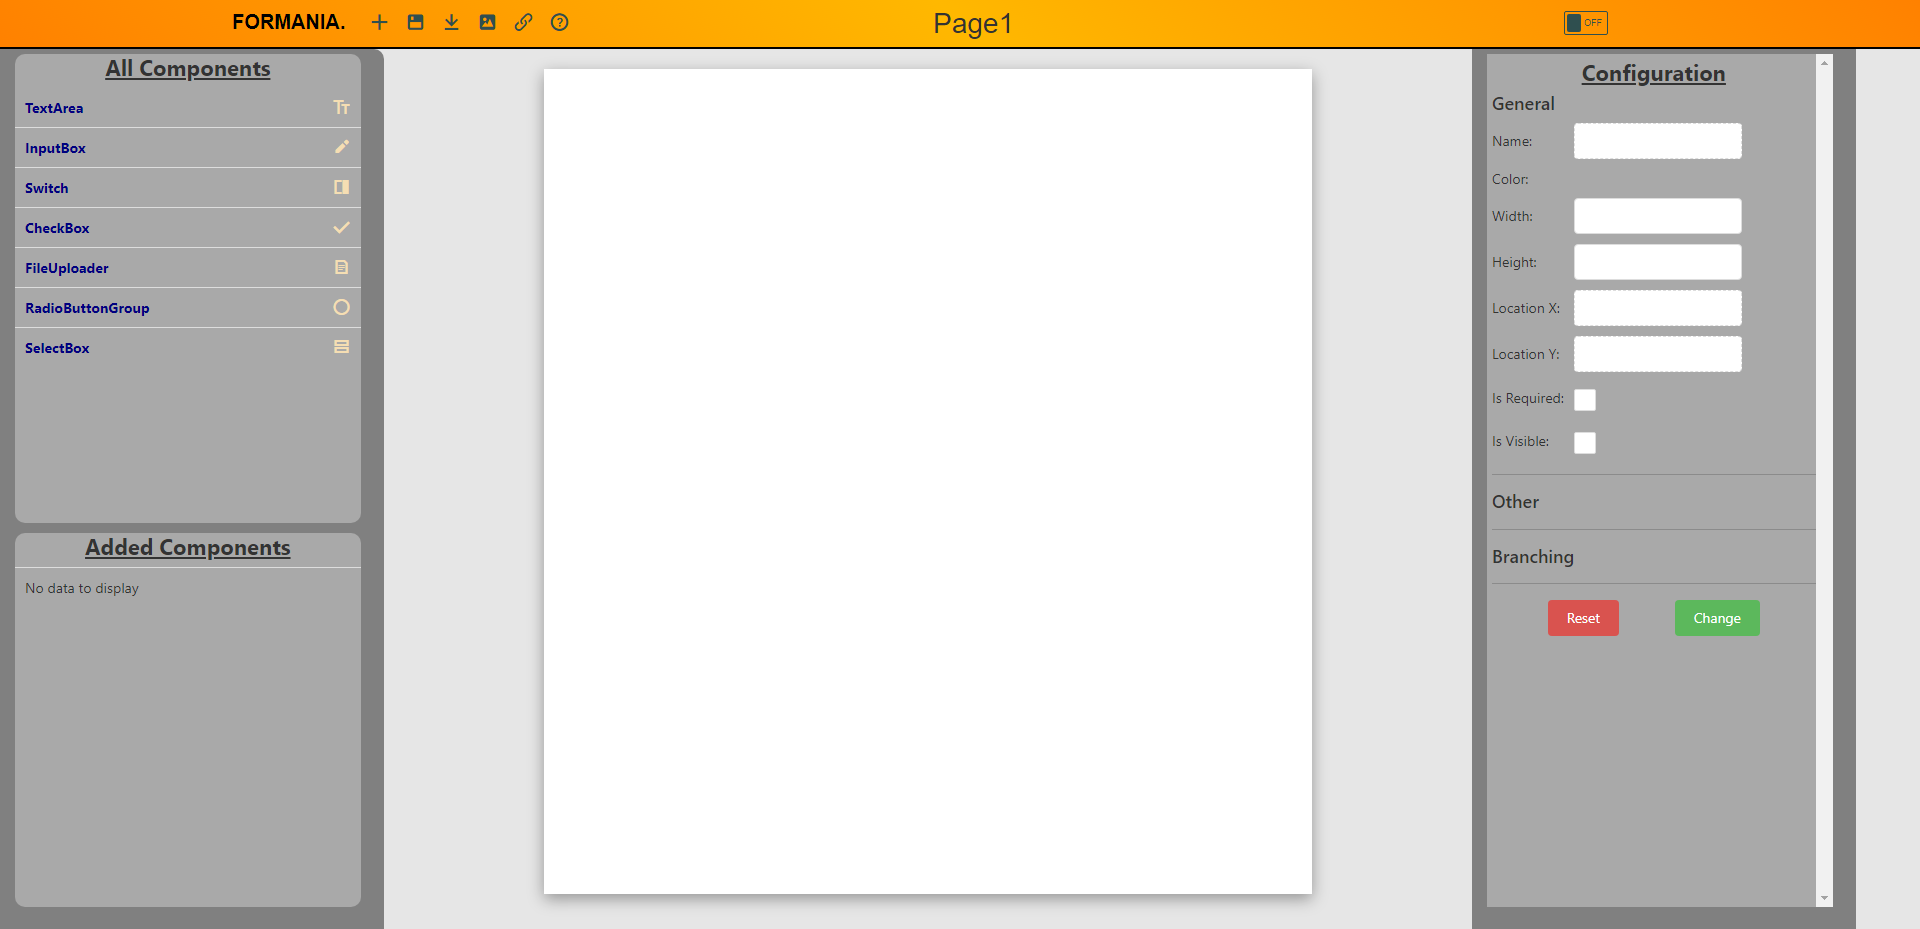 FORMANIA.
Page1
OFF
All Components
TextArea
InputBox
Switch
CheckBox
FileUploader
RadioButtonGroup
SelectBox
Added Components
No data to display
Configuration
General
Name:
Color:
Width:
Height:
Location X:
Location Y:
Is Required:
Is Visible:
Other
Branching
Reset
Change